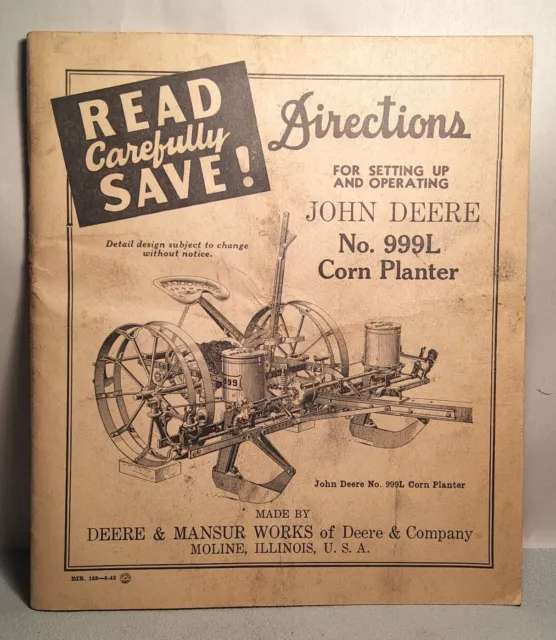 READ
Carefully
SAVE!
Directions
FOR SETTING UP
AND OPERATING
JOHN DEERE
No. 999L
Corn Planter
Detail design subject to change
without notice.
999
John Deere No. 999L Corn Planter
MADE BY
DEERE & MANSUR WORKS of Deere & Company
MOLINE, ILLINOIS, U. S. A.